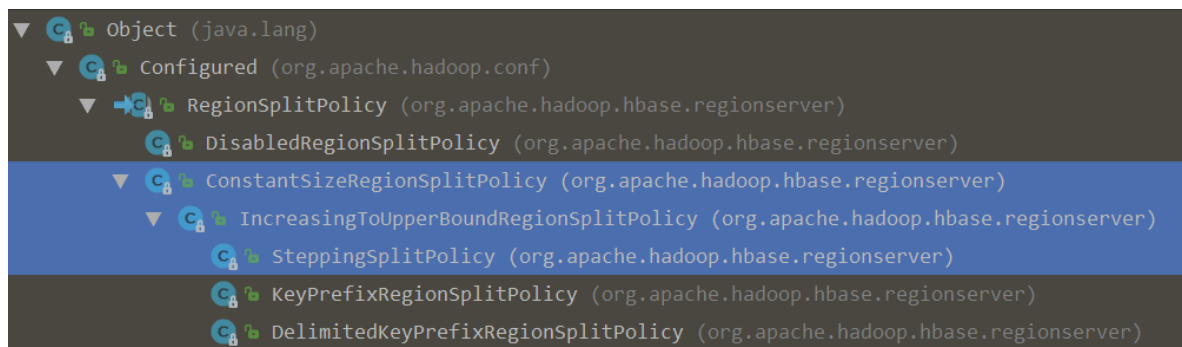 Object (java.lang)
Configured (org.apache.hadoop.conf)
RegionSplitPolicy (org.apache.hadoop.hbase.regionserver)
DisabledRegionSplitPolicy (org.apache.hadoop.hbase.regionserver)
ConstantSizeRegionSplitPolicy (org.apache.hadoop.hbase.regionserver)
IncreasingToUpperBoundRegionSplitPolicy (org.apache.hadoop.hbase.regionserver)
SteppingSplitPolicy (org.apache.hadoop.hbase.regionserver)
KeyPrefixRegionSplitPolicy (org.apache.hadoop.hbase.regionserver)
DelimitedKeyPrefixRegionSplitPolicy (org.apache.hadoop.hbase.regionserver)